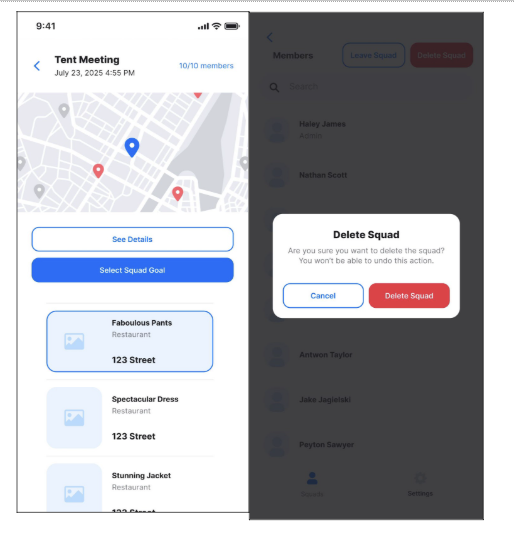 9:41
Tent Meeting
July 23, 2025 4:55 PM
10/10 members
See Details
Select Squad Goal
Faboulous Pants
Restaurant
123 Street
Spectacular Dress
Restaurant
123 Street
Stunning Jacket
Restaurant
123 Street
Members
Leave Squad
Delete Squad
Search
Haley James
Admin
Nathan Scott
Delete Squad
Are you sure you want to delete the squad?
You won't be able to undo this action.
Cancel
Delete Squad
Antwon Taylor
Jake Jagielski
Peyton Sawyer
Squads
Settings